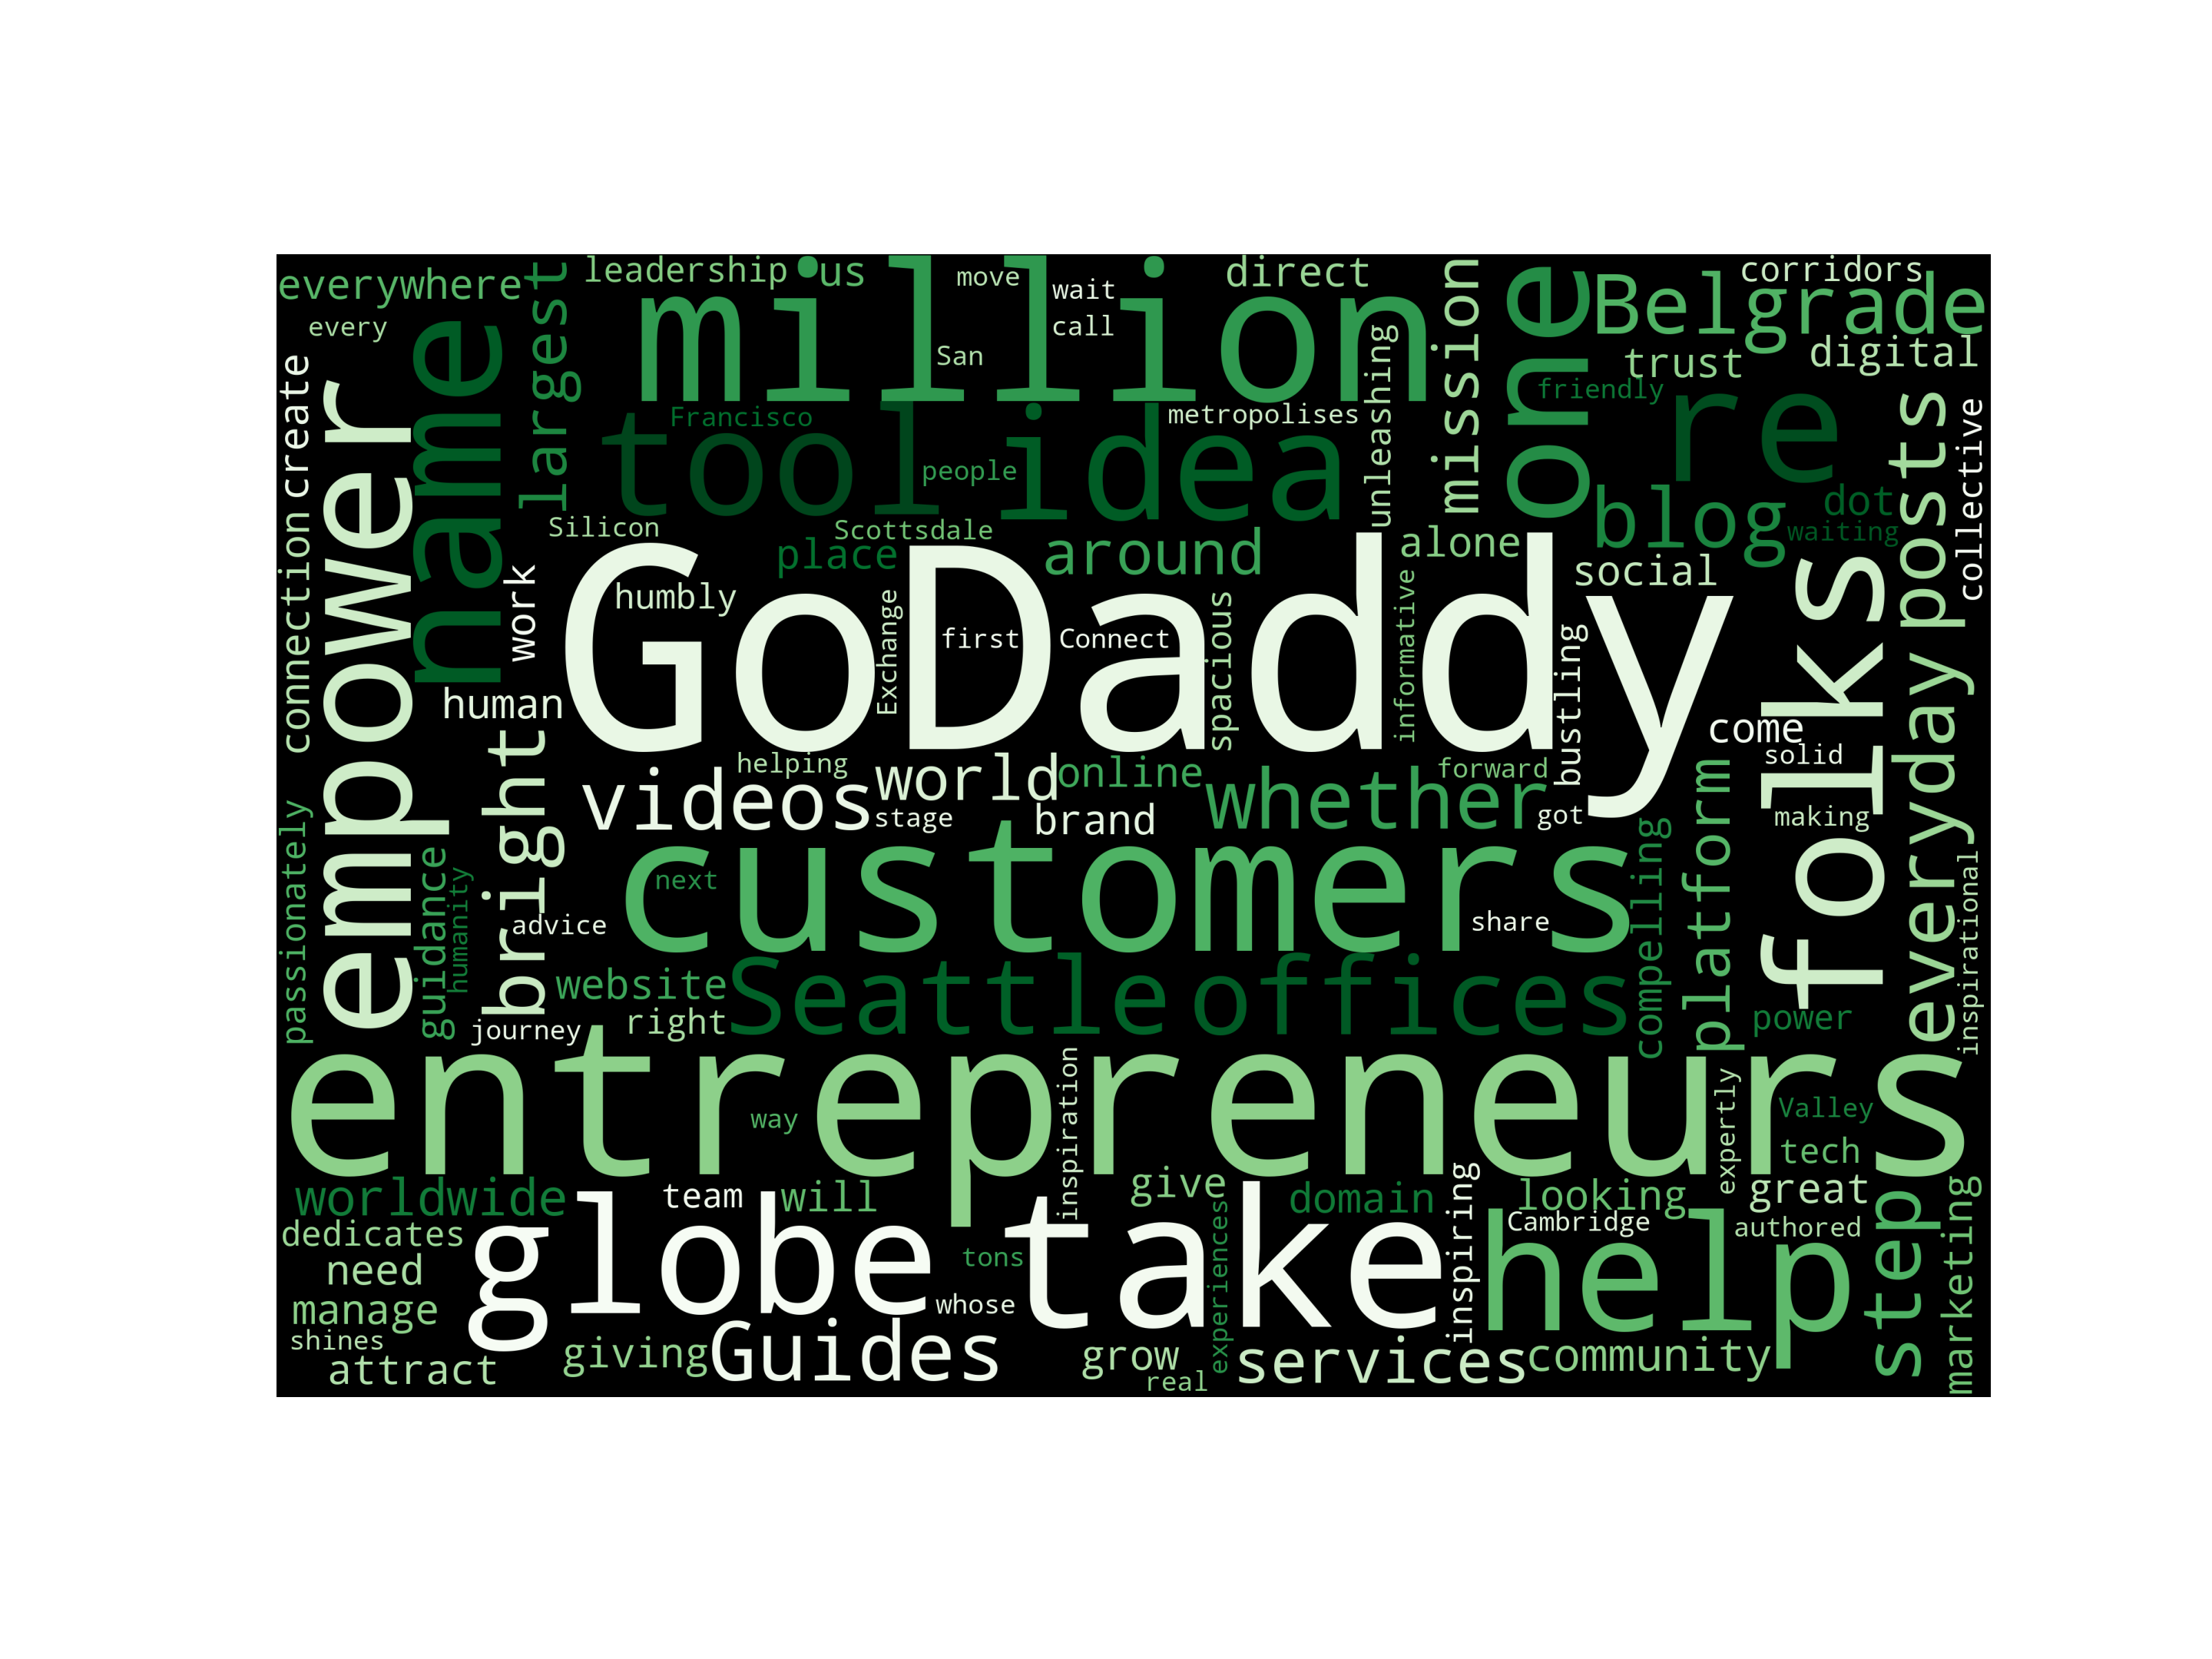 everywhere
leadership
us
million
move
wait
direct
mission
one
Belgrade
corridors
every
name
largest
San
call
unleashing
trust
digital
create
empower
tool
Francisco
people
idea
metropolises
friendly
re
posts
collective
Silicon
Scottsdale
place
around
alone
blog
dot
waiting
connection
work
humbly
GoDaddy
Exchange
first
Connect
spacious
informative
bustling
social
folks
everyday
human
bright
come
solid
videos
helping
world
online
whether
forward
stage
brand
got
platform
making
passionately
guidance
humanity
customers
next
advice
share
compelling
inspirational
website
Seattle
offices
right
journey
power
entrepreneurs
way
inspiration
expertly
Valley
tech
worldwide
team
will
give
domain
looking
great
dedicates
globe
take
inspiring
Cambridge
help
authored
step
marketing
need
tons
experiences
manage
whose
shines
attract
giving
Guides
grow
real
services
community